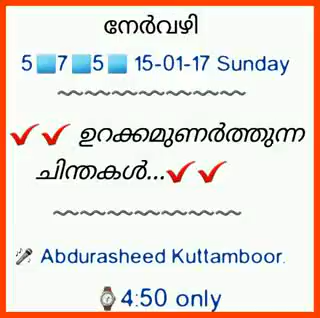 നേർവഴി
5🟦7🟦5🟦 15-01-17 Sunday
〰〰〰〰〰〰〰〰〰
✔✔ ഉറക്കമുണർത്തുന്ന
ചിന്തകൾ...✔✔
〰〰〰〰〰〰〰〰〰
🎤 Abdurasheed Kuttamboor.
⌚4:50 only